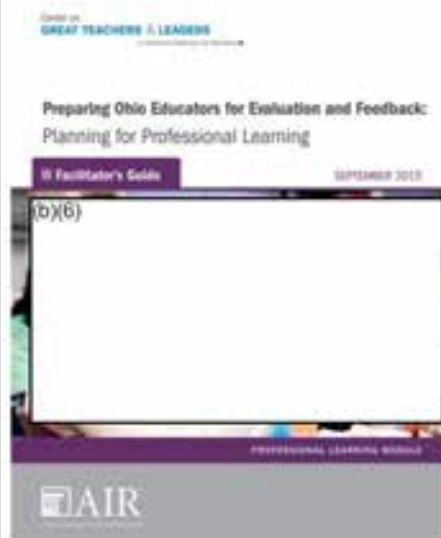 Center on
GREAT TEACHERS & LEADERS
Preparing Ohio Educators for Evaluation and Feedback:
Planning for Professional Learning
Facilitator's Guide
SEPTEMBER 2015
(b)(6)
PROFESSIONAL LEARNING MODULE
AIR